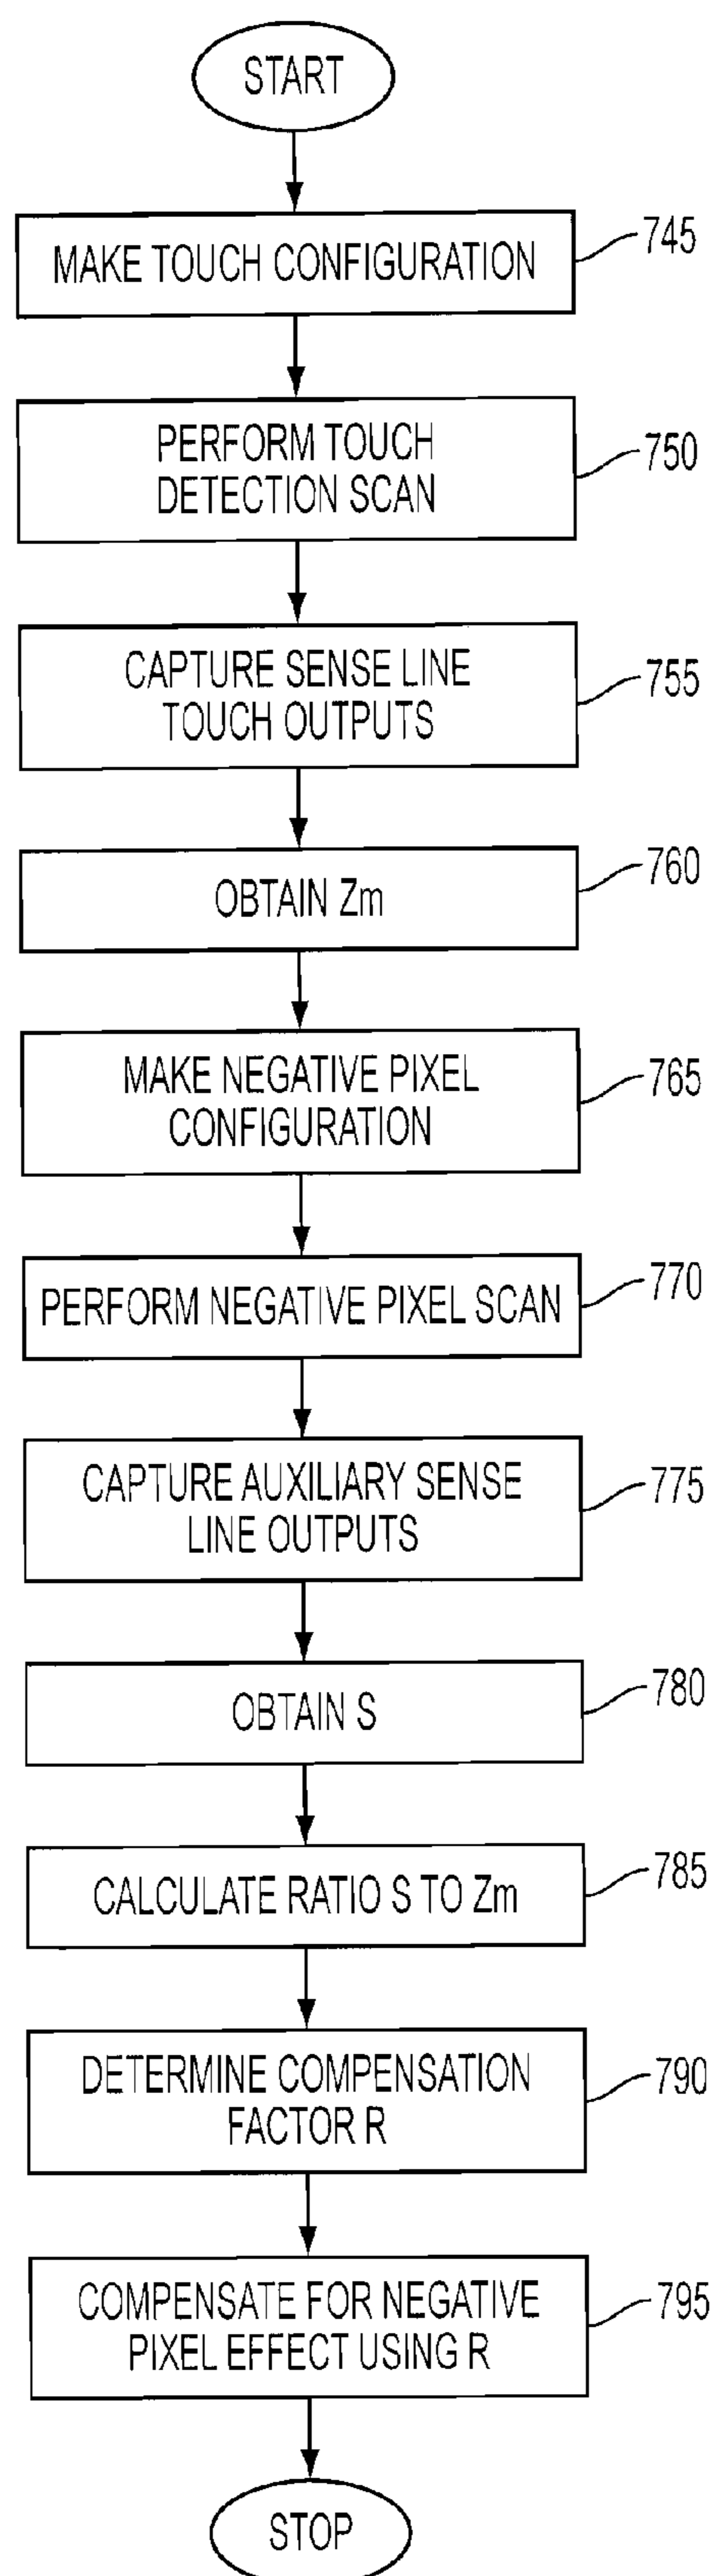 START
MAKE TOUCH CONFIGURATION
745
PERFORM TOUCH
DETECTION SCAN
750
CAPTURE SENSE LINE
TOUCH OUTPUTS
755
OBTAIN Zm
760
MAKE NEGATIVE PIXEL
CONFIGURATION
765
PERFORM NEGATIVE PIXEL SCAN
770
CAPTURE AUXILIARY SENSE
LINE OUTPUTS
775
OBTAIN S
780
CALCULATE RATIO S TO Zm
785
DETERMINE COMPENSATION
FACTOR R
790
COMPENSATE FOR NEGATIVE
PIXEL EFFECT USING R
795
STOP